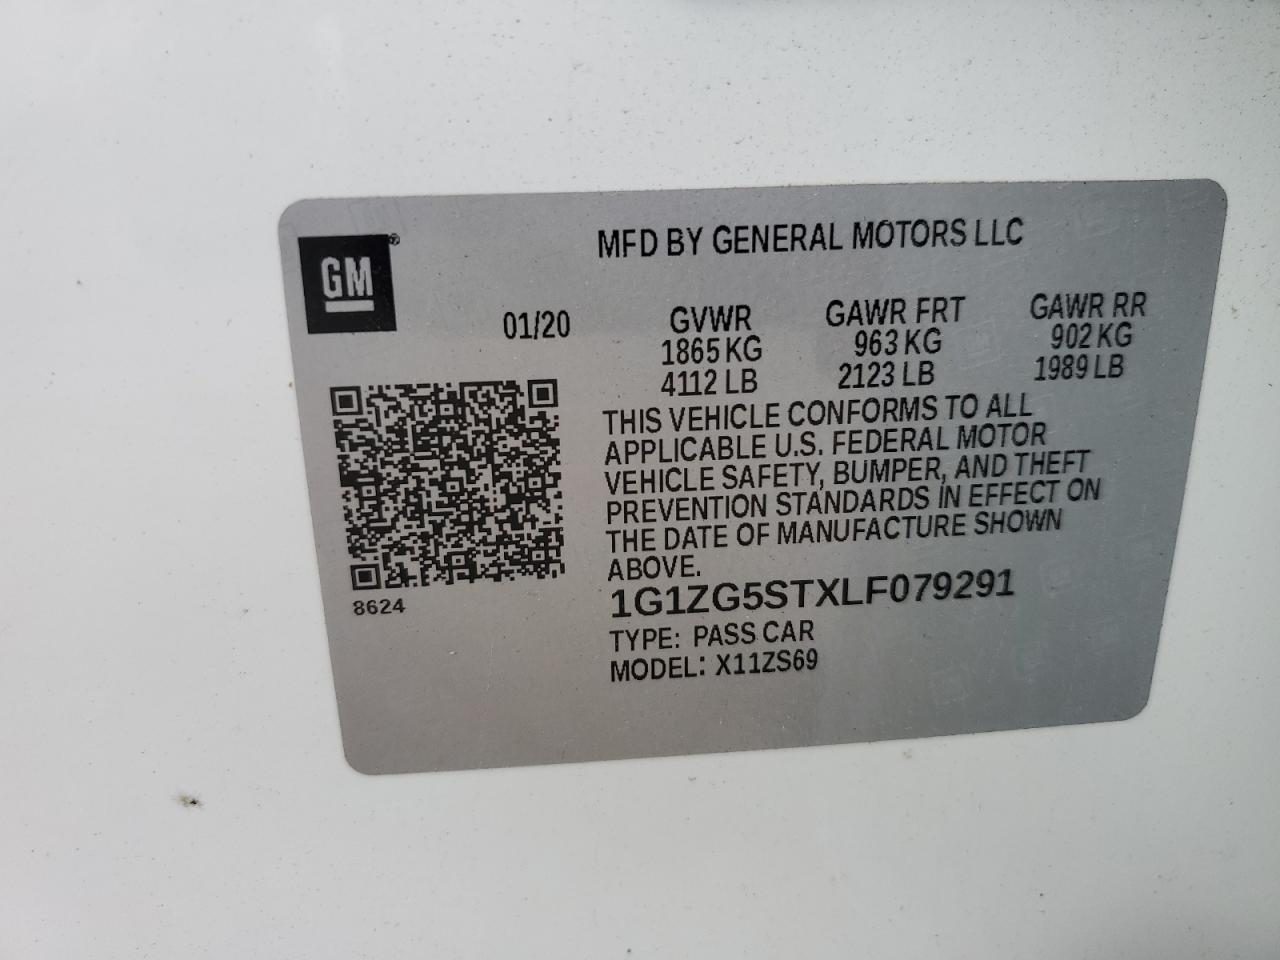 GM®
MFD BY GENERAL MOTORS LLC
01/20
GVWR GAWR FRT GAWR RR
1865 KG 963 KG 902 KG
4112 LB 2123 LB 1989 LB
THIS VEHICLE CONFORMS TO ALL
APPLICABLE U.S. FEDERAL MOTOR
VEHICLE SAFETY, BUMPER, AND THEFT
PREVENTION STANDARDS IN EFFECT ON
THE DATE OF MANUFACTURE SHOWN
ABOVE.
1G1ZG5STXLF079291
8624
TYPE: PASS CAR
MODEL: X11ZS69